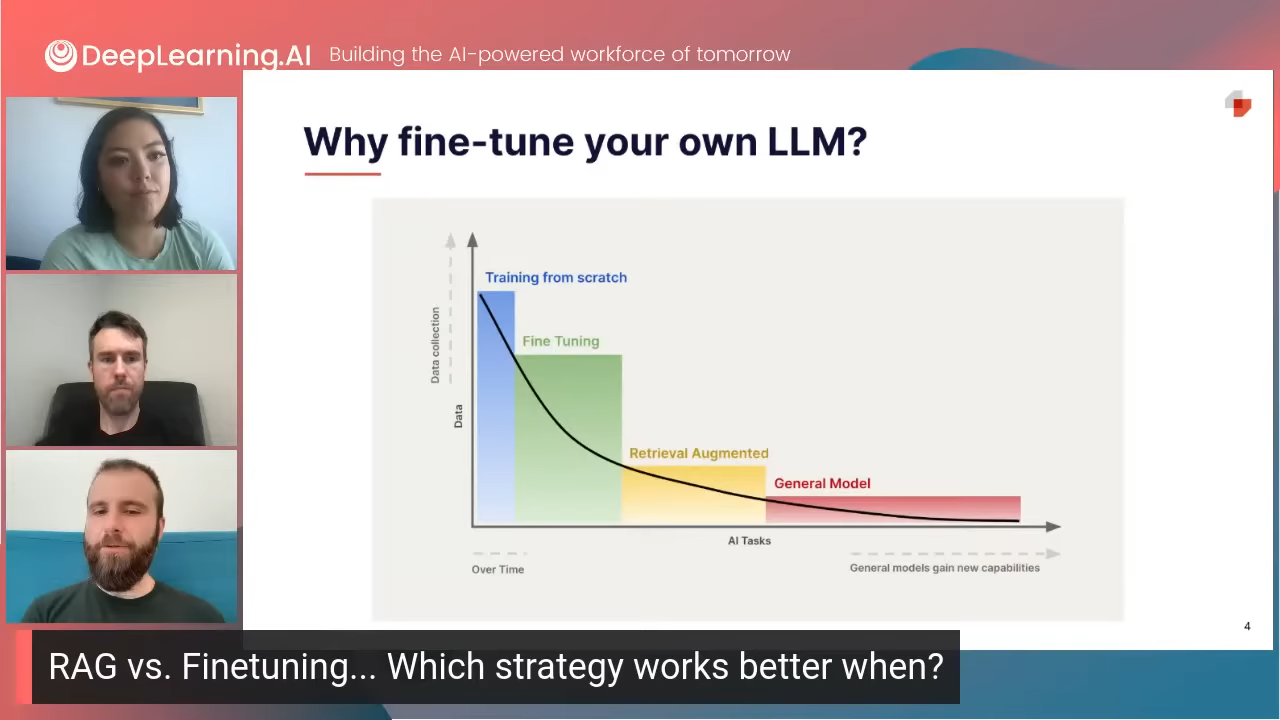 DeepLearning.AI Building the AI-powered workforce of tomorrow
Why fine-tune your own LLM?
Training from scratch
Fine Tuning
Retrieval Augmented
General Model
Data collection
Data
AI Tasks
Over Time
General models gain new capabilities
4
RAG vs. Finetuning... Which strategy works better when?